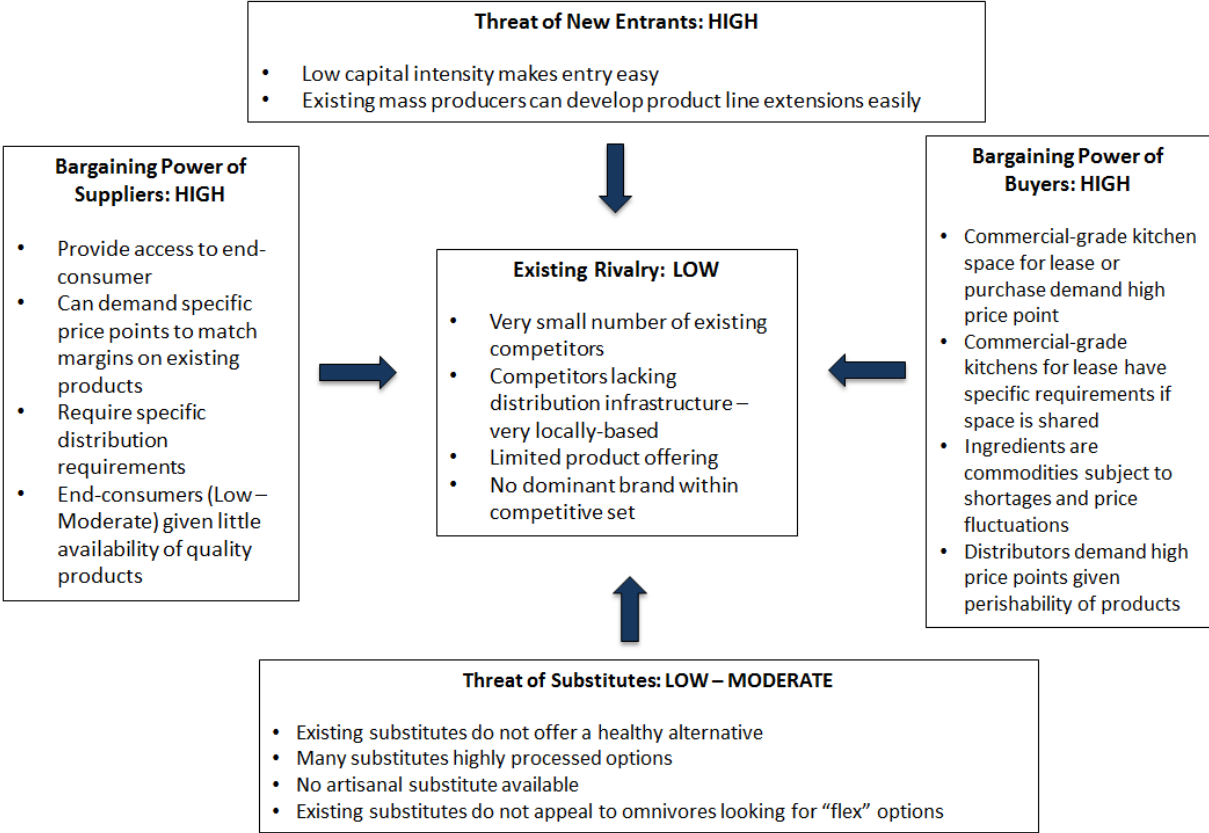 Threat of New Entrants: HIGH
• Low capital intensity makes entry easy
• Existing mass producers can develop product line extensions easily
Bargaining Power of
Suppliers: HIGH
• Provide access to end-
consumer
• Can demand specific
price points to match
margins on existing
products
• Require specific
distribution
requirements
• End-consumers (Low –
Moderate) given little
availability of quality
products
Existing Rivalry: LOW
• Very small number of existing
competitors
• Competitors lacking
distribution infrastructure –
very locally-based
• Limited product offering
• No dominant brand within
competitive set
Bargaining Power of
Buyers: HIGH
• Commercial-grade kitchen
space for lease or
purchase demand high
price point
• Commercial-grade
kitchens for lease have
specific requirements if
space is shared
• Ingredients are
commodities subject to
shortages and price
fluctuations
• Distributors demand high
price points given
perishability of products
Threat of Substitutes: LOW – MODERATE
• Existing substitutes do not offer a healthy alternative
• Many substitutes highly processed options
• No artisanal substitute available
• Existing substitutes do not appeal to omnivores looking for “flex” options